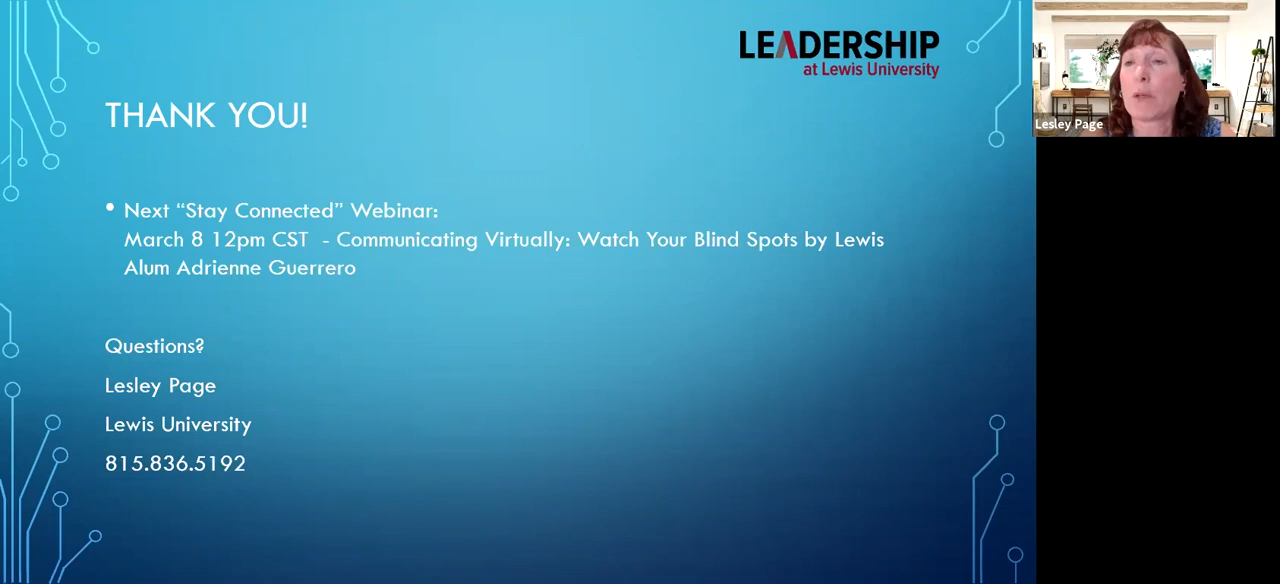 LEADERSHIP
at Lewis University
Lesley Page
THANK YOU!
• Next “Stay Connected” Webinar:
March 8 12pm CST - Communicating Virtually: Watch Your Blind Spots by Lewis
Alum Adrienne Guerrero
Questions?
Lesley Page
Lewis University
815.836.5192